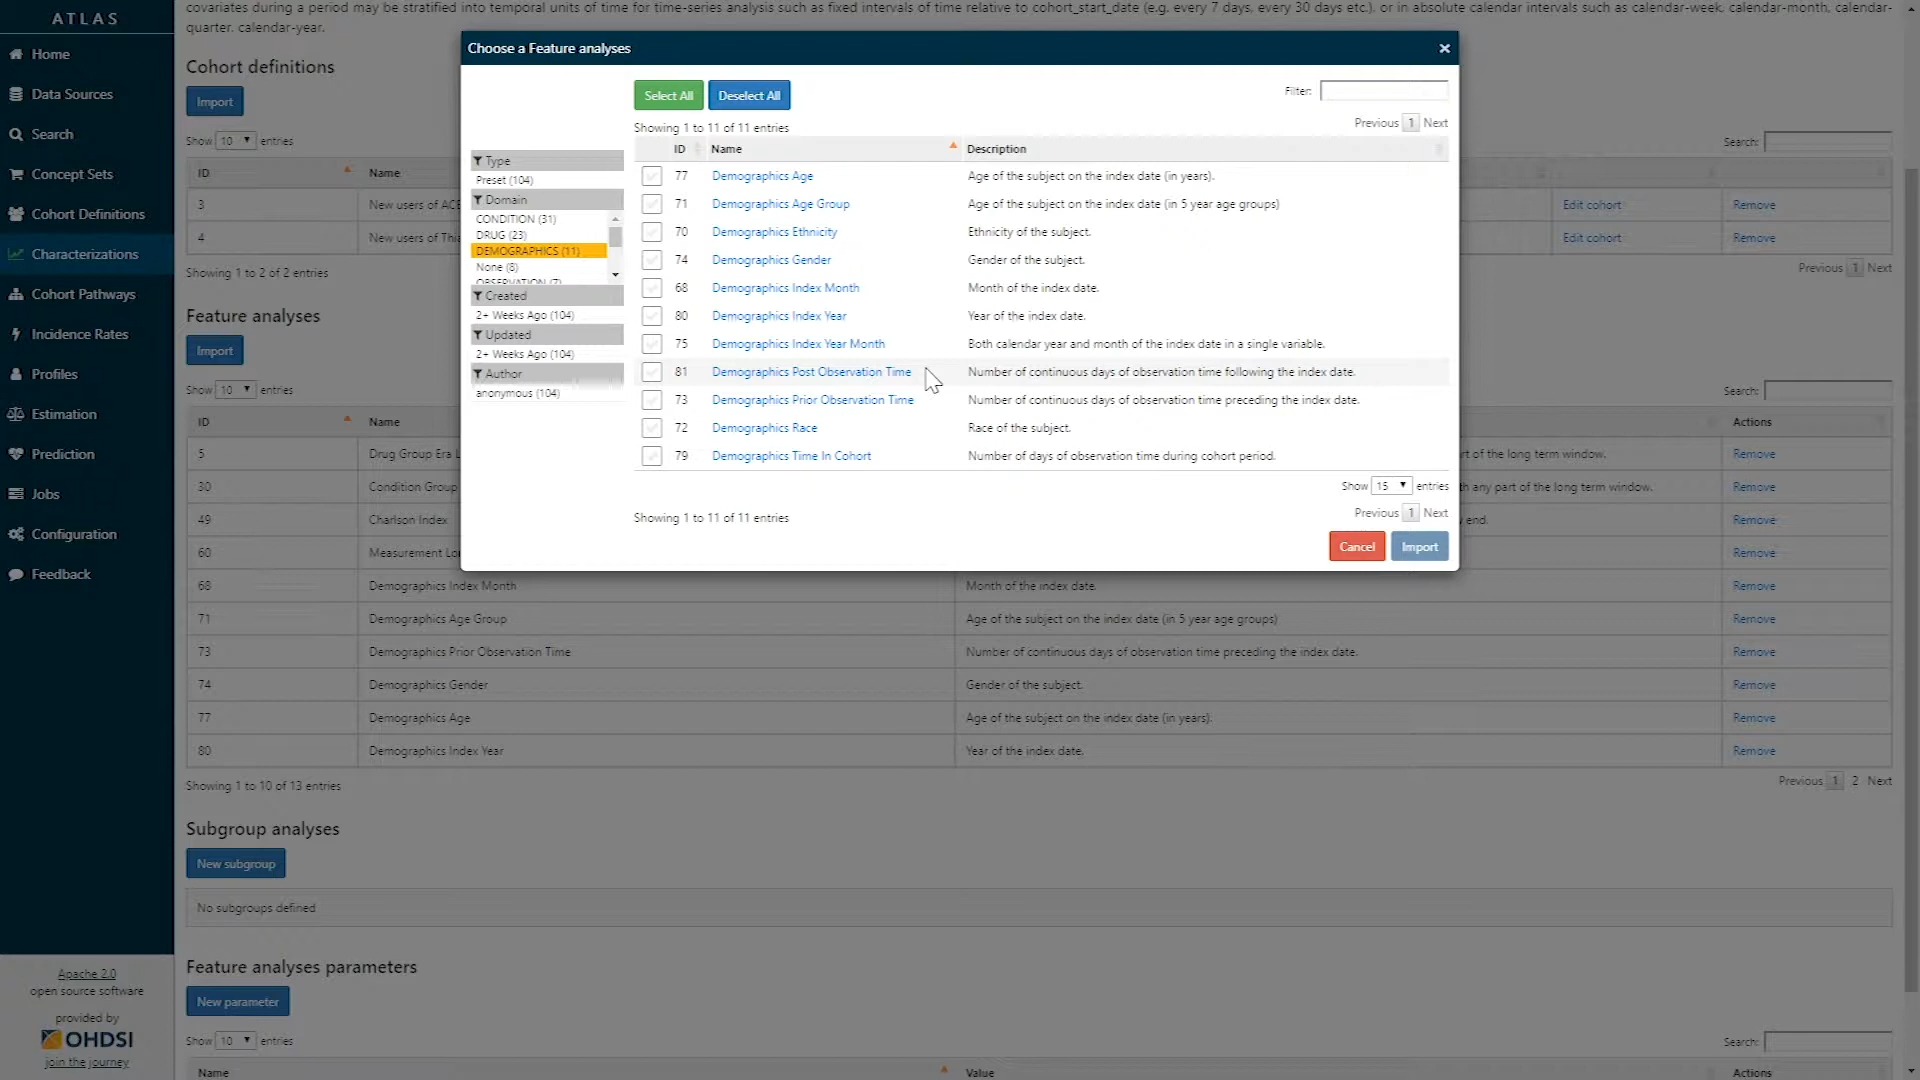 ATLAS
Home
Data Sources
Search
Concept Sets
Cohort Definitions
Characterizations
Cohort Pathways
Incidence Rates
Profiles
Estimation
Prediction
Jobs
Configuration
Feedback
Apache 2.0
open source software
provided by
OHDSI
join the journey
covariates during a period may be stratified into temporal units of time for time-series analysis such as fixed intervals of time relative to cohort_start_date (e.g. every 7 days, every 30 days etc.), or in absolute calendar intervals such as calendar-week, calendar-month, calendar-
quarter, calendar-year.
Cohort definitions
Import
Show 10 entries
Search:
ID Name
3 New users of ACE Edit cohort Remove
4 New users of Thia Edit cohort Remove
Showing 1 to 2 of 2 entries
Previous 1 Next
Feature analyses
Import
Show 10 entries
Search:
ID Name Actions
5 Drug Group Era L rt of the long term window. Remove
30 Condition Group th any part of the long term window. Remove
49 Charlson Index end. Remove
60 Measurement Lo Remove
68 Demographics Index Month Month of the index date. Remove
71 Demographics Age Group Age of the subject on the index date (in 5 year age groups) Remove
73 Demographics Prior Observation Time Number of continuous days of observation time preceding the index date. Remove
74 Demographics Gender Gender of the subject. Remove
77 Demographics Age Age of the subject on the index date (in years). Remove
80 Demographics Index Year Year of the index date. Remove
Showing 1 to 10 of 13 entries
Previous 1 2 Next
Subgroup analyses
New subgroup
No subgroups defined
Feature analyses parameters
New parameter
Show 10 entries
Search:
Name Value Actions
Choose a Feature analyses ×
Select All Deselect All
Filter:
Showing 1 to 11 of 11 entries
Previous 1 Next
Type
Preset (104)
Domain
CONDITION (31)
DRUG (23)
DEMOGRAPHICS (11)
None (8)
OBSERVATION (7)
Created
2+ Weeks Ago (104)
Updated
2+ Weeks Ago (104)
Author
anonymous (104)
ID Name Description
77 Demographics Age Age of the subject on the index date (in years).
71 Demographics Age Group Age of the subject on the index date (in 5 year age groups)
70 Demographics Ethnicity Ethnicity of the subject.
74 Demographics Gender Gender of the subject.
68 Demographics Index Month Month of the index date.
80 Demographics Index Year Year of the index date.
75 Demographics Index Year Month Both calendar year and month of the index date in a single variable.
81 Demographics Post Observation Time Number of continuous days of observation time following the index date.
73 Demographics Prior Observation Time Number of continuous days of observation time preceding the index date.
72 Demographics Race Race of the subject.
79 Demographics Time In Cohort Number of days of observation time during cohort period.
Show 15 entries
Showing 1 to 11 of 11 entries
Previous 1 Next
Cancel Import